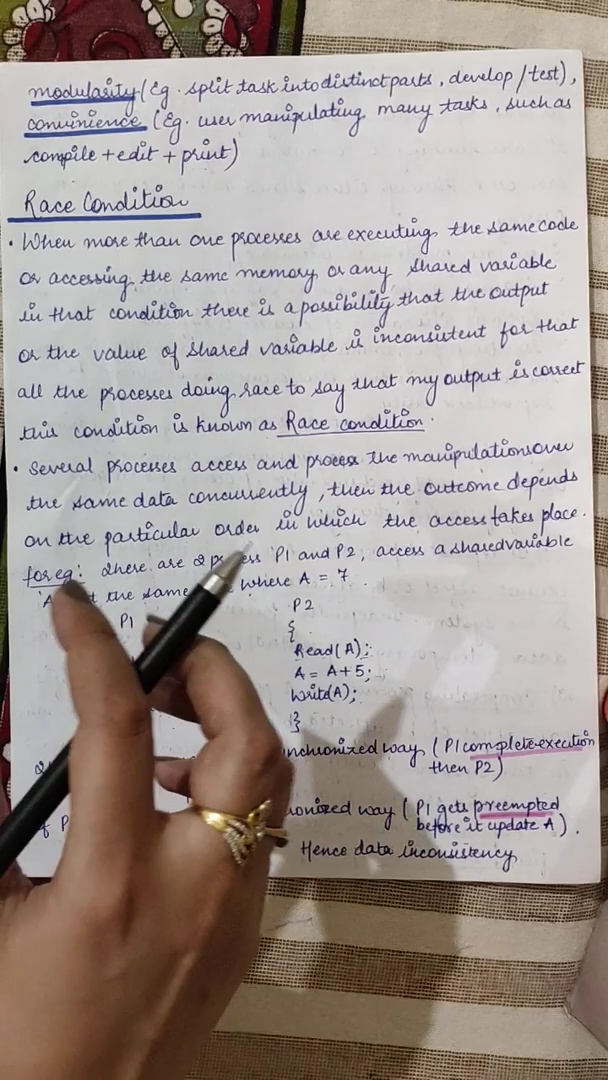 modularity (Eg. split task into distinct parts, develop/test),
convinience (Eg. user manipulating many tasks, such as
compile + edit + print)
Race Condition
• When more than one processes are executing the same code
or accessing the same memory or any shared variable
in that condition there is a possibility that the output
or the value of shared variable is inconsistent for that
all the processes doing race to say that my output is correct
this condition is known as Race condition.
• Several processes access and process the manipulations over
the same data concurrently, then the outcome depends
on the particular order in which the access takes place.
for eg: There are 2 P1 and P2, access a shared variable
the same where A = 7.
P1 P2
{
Read(A);
A = A+5;
Write(A);
}
way (P1 complete execution
then P2)
way (P1 gets preempted
before it update A).
Hence data inconsistency